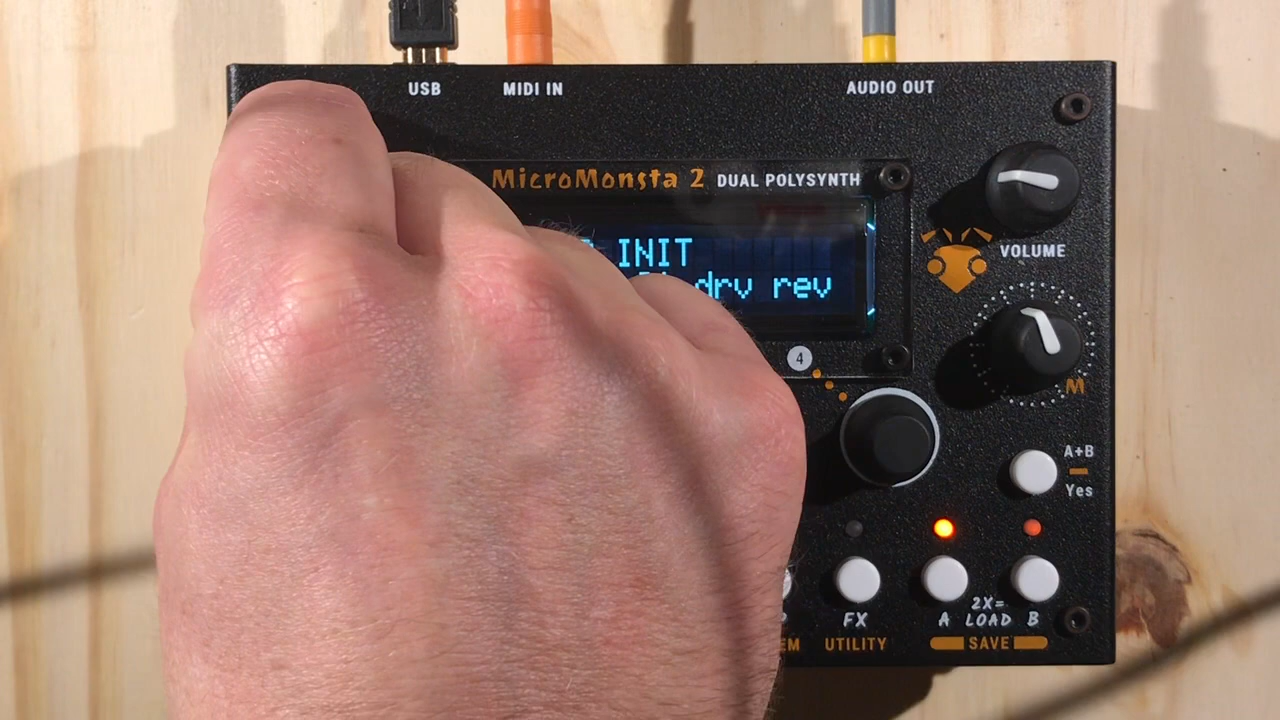 USB MIDI IN AUDIO OUT
MicroMonsta 2 DUAL POLYSYNTH
INIT
drv rev
VOLUME
4
M
A+B
Yes
FX A 2X= LOAD B
UTILITY SAVE